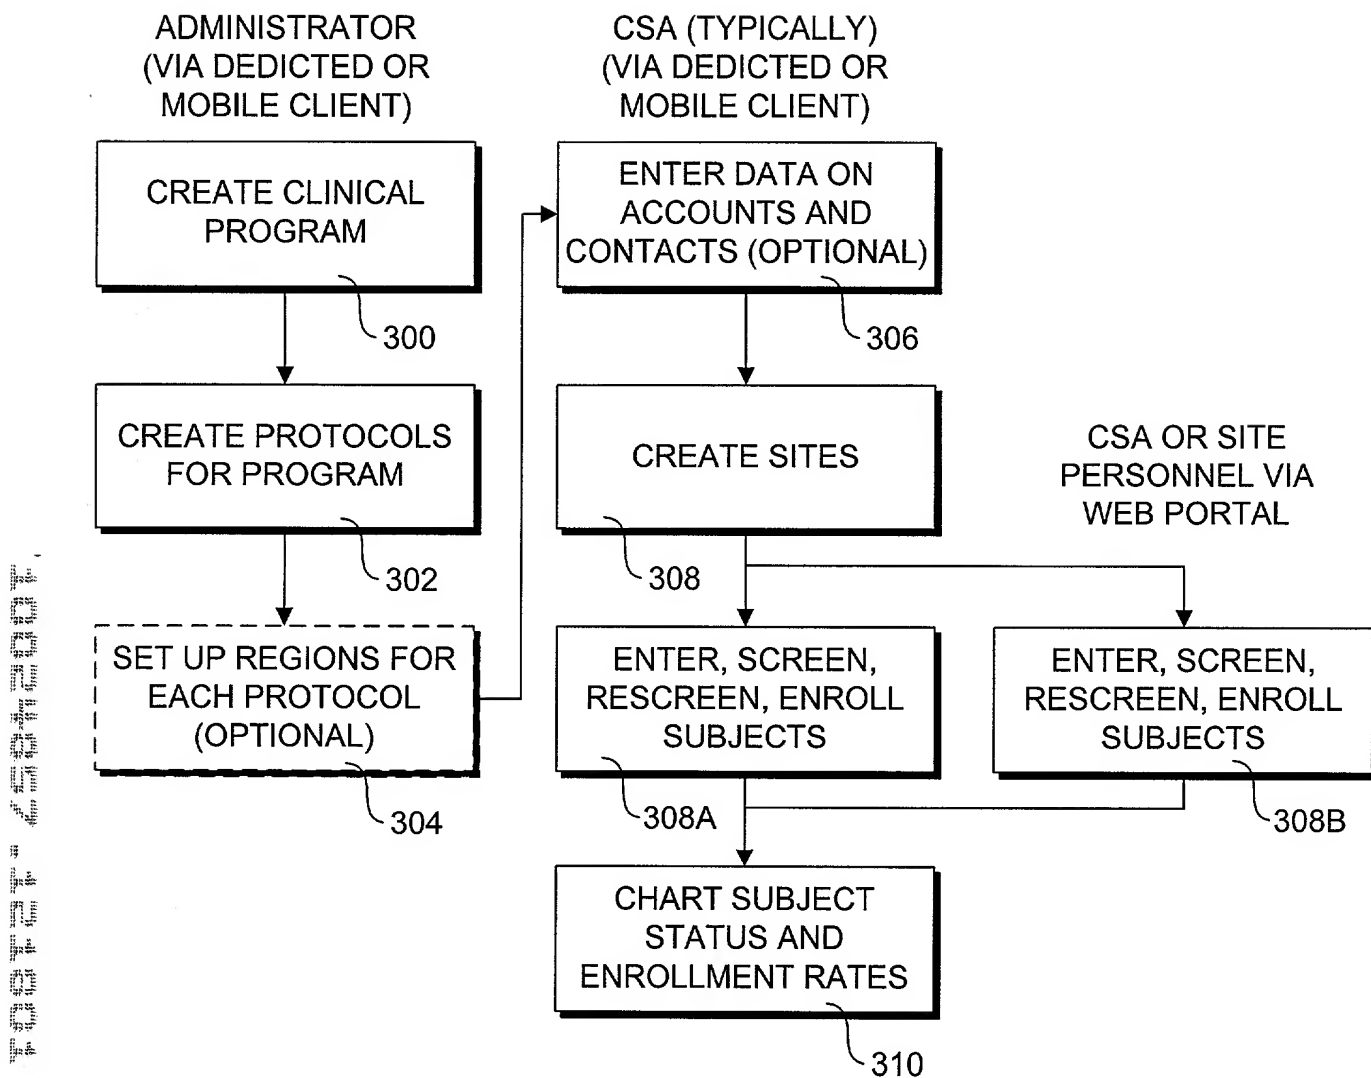 ADMINISTRATOR
(VIA DEDICTED OR
MOBILE CLIENT)
CREATE CLINICAL
PROGRAM
300
CREATE PROTOCOLS
FOR PROGRAM
302
SET UP REGIONS FOR
EACH PROTOCOL
(OPTIONAL)
304
CSA (TYPICALLY)
(VIA DEDICTED OR
MOBILE CLIENT)
ENTER DATA ON
ACCOUNTS AND
CONTACTS (OPTIONAL)
306
CREATE SITES
308
ENTER, SCREEN,
RESCREEN, ENROLL
SUBJECTS
308A
CSA OR SITE
PERSONNEL VIA
WEB PORTAL
ENTER, SCREEN,
RESCREEN, ENROLL
SUBJECTS
308B
CHART SUBJECT
STATUS AND
ENROLLMENT RATES
310